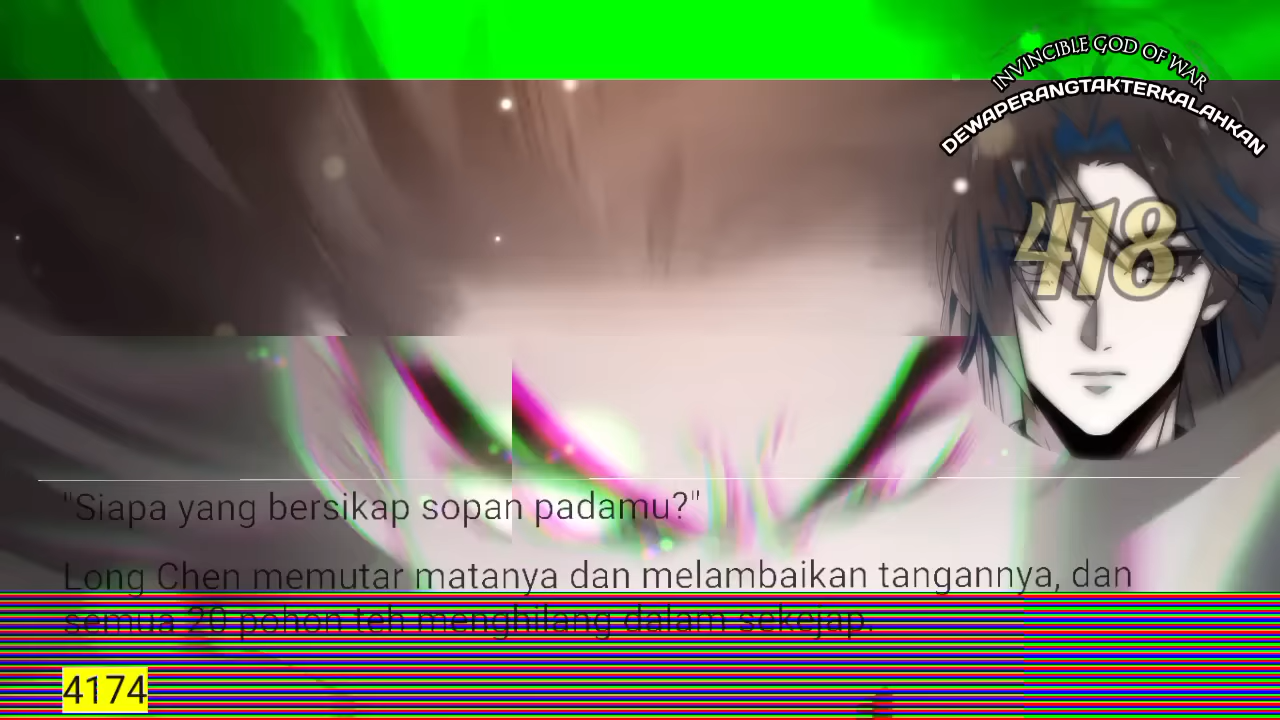 INVINCIBLE GOD OF WAR
DEWAPERANGTAKTERKALAHKAN
418
"Siapa yang bersikap sopan padamu?"
Long Chen memutar matanya dan melambaikan tangannya, dan
semua 20 pohon teh menghilang dalam sekejap.
4174